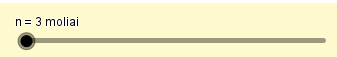 n = 3 moliai